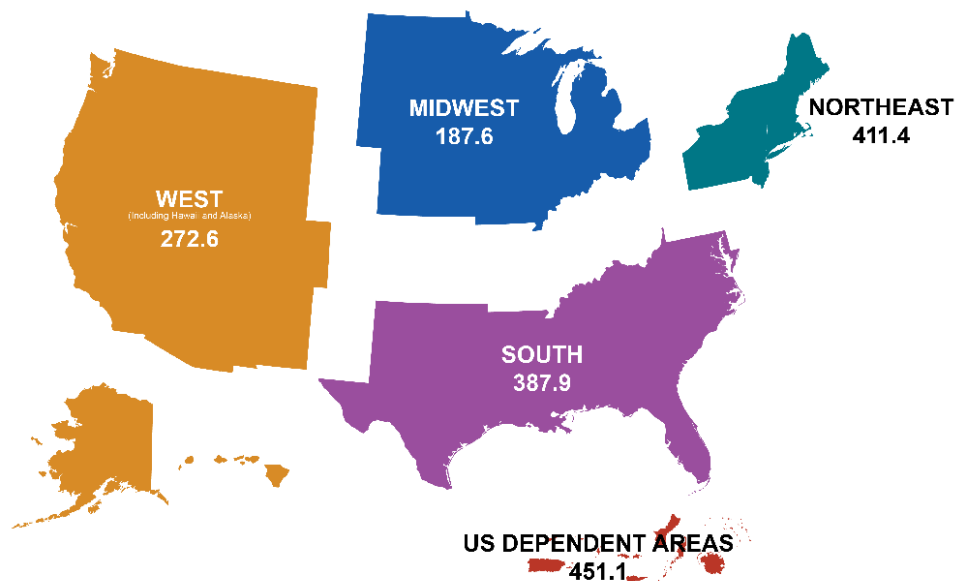 MIDWEST
187.6
NORTHEAST
411.4
WEST
(Including Hawaii and Alaska)
272.6
SOUTH
387.9
US DEPENDENT AREAS
451.1